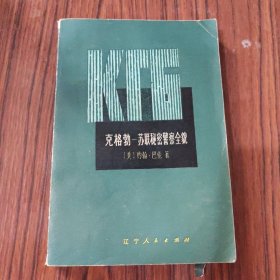 КГБ
克格勃—苏联秘密警察全貌
〔美〕约翰·巴伦 著
辽宁人民出版社